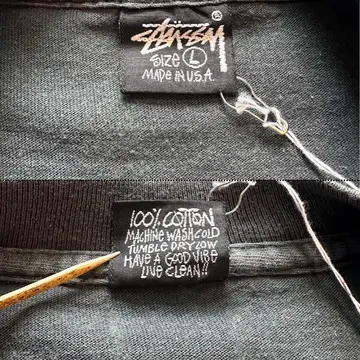 Stüssy
SIZE L
MADE IN U.S.A.
100% COTTON
MACHINE WASH COLD
TUMBLE DRY LOW
HAVE A GOOD VIBE
LIVE CLEAN!!